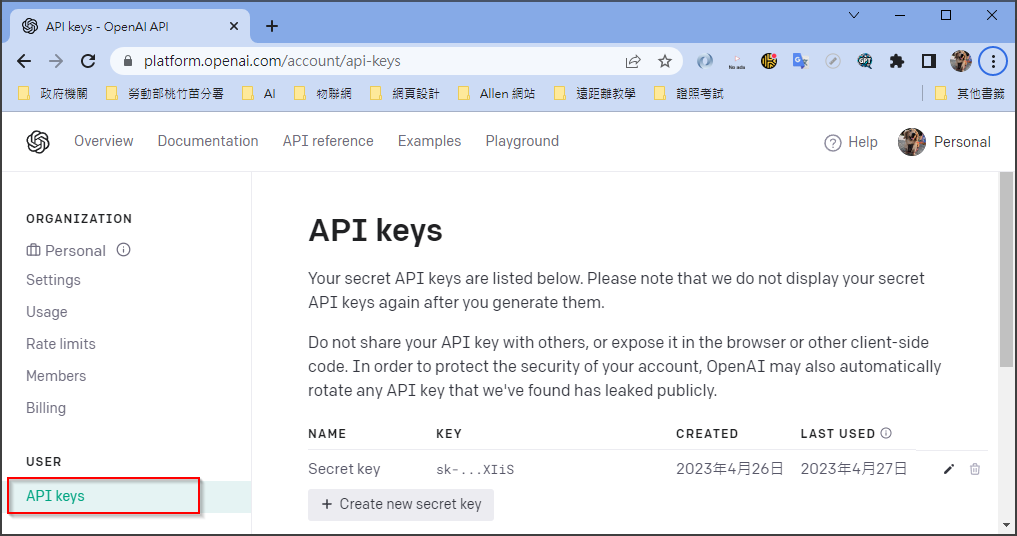 API keys - OpenAI API
platform.openai.com/account/api-keys
No ads
GPT
政府機關 勞動部桃竹苗分署 AI 物聯網 網頁設計 Allen 網站 遠距離教學 證照考試 其他書籤
Overview Documentation API reference Examples Playground Help Personal
ORGANIZATION
Personal
Settings
Usage
Rate limits
Members
Billing
USER
API keys
API keys
Your secret API keys are listed below. Please note that we do not display your secret
API keys again after you generate them.
Do not share your API key with others, or expose it in the browser or other client-side
code. In order to protect the security of your account, OpenAI may also automatically
rotate any API key that we've found has leaked publicly.
NAME KEY CREATED LAST USED
Secret key sk-...XIiS 2023年4月26日 2023年4月27日
+ Create new secret key